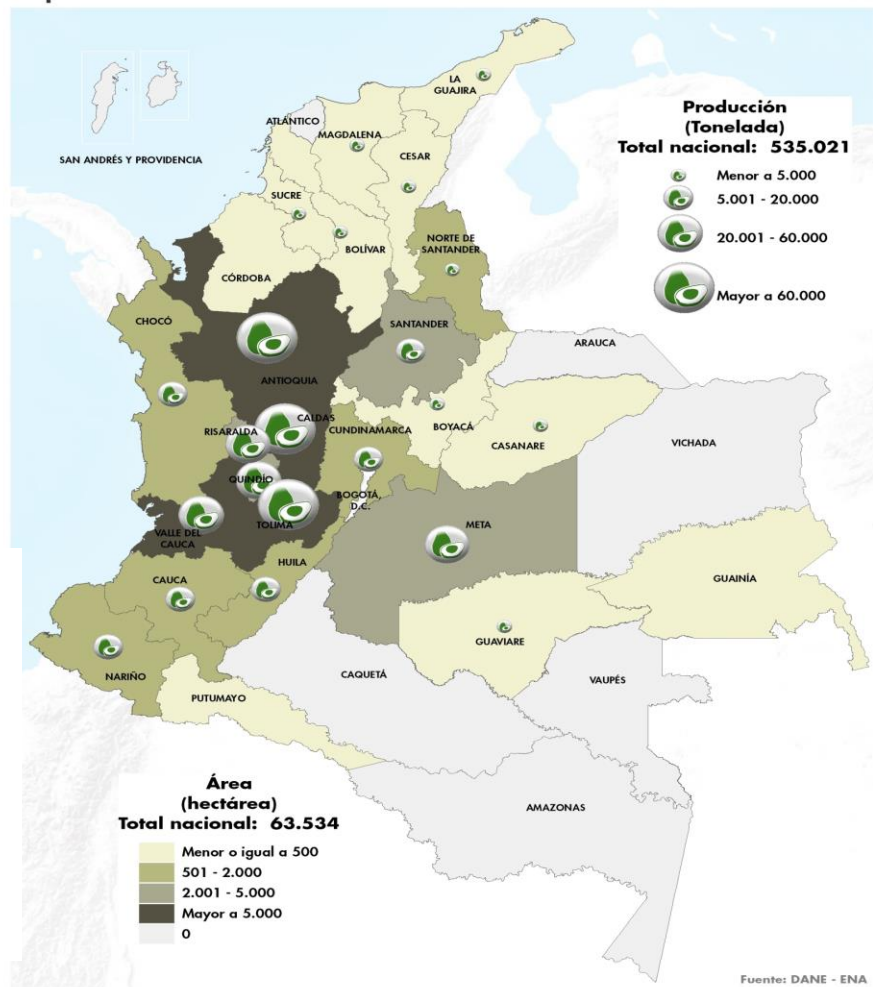 SAN ANDRÉS Y PROVIDENCIA
LA
GUAJIRA
ATLÁNTICO
MAGDALENA
CESAR
SUCRE
BOLÍVAR
NORTE DE
SANTANDER
CÓRDOBA
CHOCÓ
SANTANDER
ARAUCA
ANTIOQUIA
CALDAS
RISARALDA
CUNDINAMARCA
BOYACÁ
CASANARE
VICHADA
QUINDÍO
BOGOTÁ,
D.C.
TOLIMA
META
VALLE DEL
CAUCA
HUILA
CAUCA
GUAINÍA
GUAVIARE
NARIÑO
CAQUETÁ
VAUPÉS
PUTUMAYO
AMAZONAS
Producción
(Tonelada)
Total nacional: 535.021
Menor a 5.000
5.001 - 20.000
20.001 - 60.000
Mayor a 60.000
Área
(hectárea)
Total nacional: 63.534
Menor o igual a 500
501 - 2.000
2.001 - 5.000
Mayor a 5.000
0
Fuente: DANE - ENA